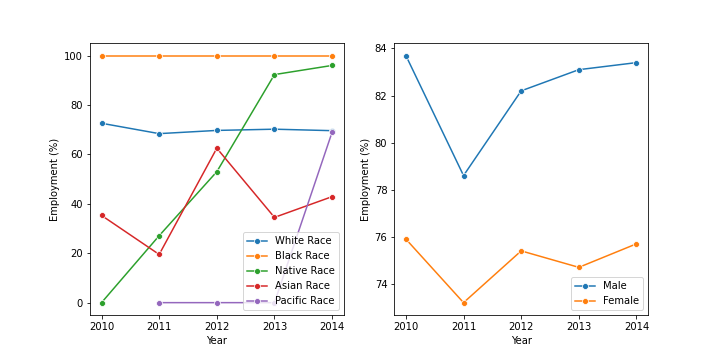 100
80
60
40
20
0
Employment (%)
2010 2011 2012 2013 2014
Year
White Race
Black Race
Native Race
Asian Race
Pacific Race
84
82
80
78
76
74
Employment (%)
2010 2011 2012 2013 2014
Year
Male
Female